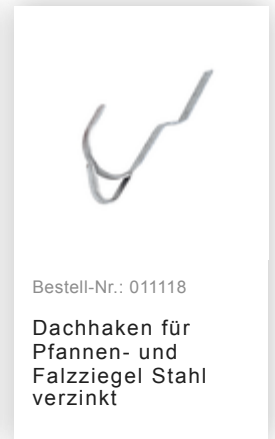 Bestell-Nr.: 011118
Dachhaken für
Pfannen- und
Falzziegel Stahl
verzinkt